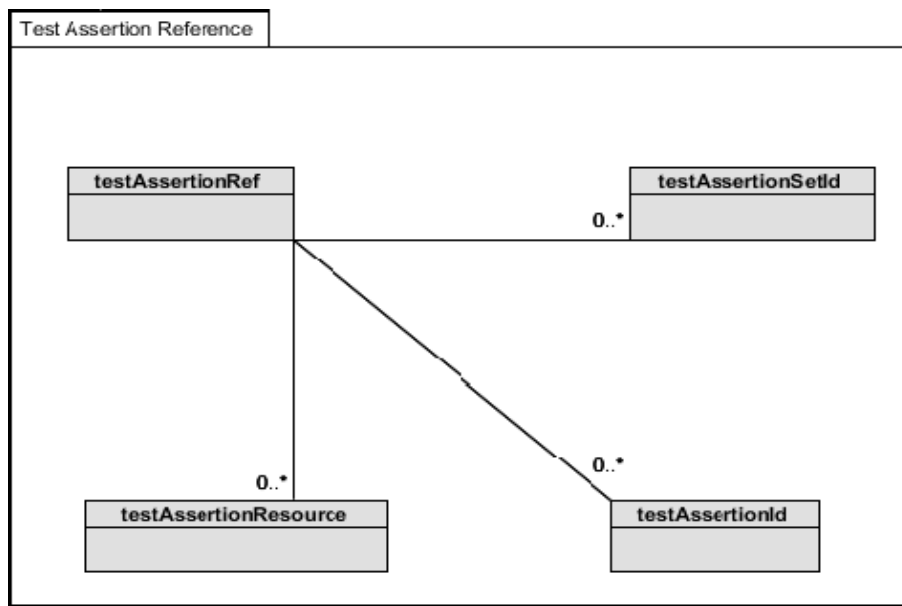 Test Assertion Reference
testAssertionRef
testAssertionSetId
0..*
0..*
0..*
testAssertionResource
testAssertionId